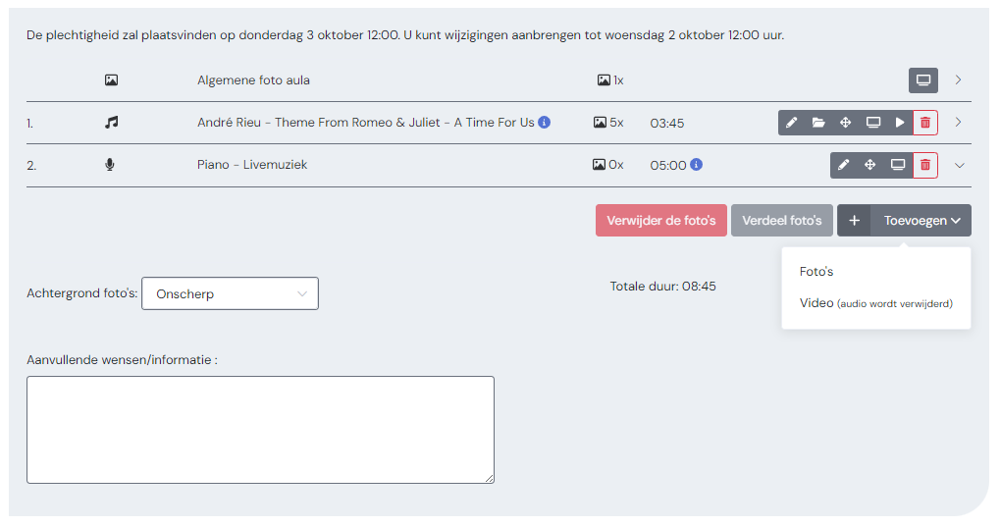 De plechtigheid zal plaatsvinden op donderdag 3 oktober 12:00. U kunt wijzigingen aanbrengen tot woensdag 2 oktober 12:00 uur.
Algemene foto aula 1x
1. André Rieu - Theme From Romeo & Juliet - A Time For Us 5x 03:45
2. Piano - Livemuziek 0x 05:00
Verwijder de foto's Verdeel foto's + Toevoegen
Foto's
Video (audio wordt verwijderd)
Achtergrond foto's: Onscherp Totale duur: 08:45
Aanvullende wensen/informatie :